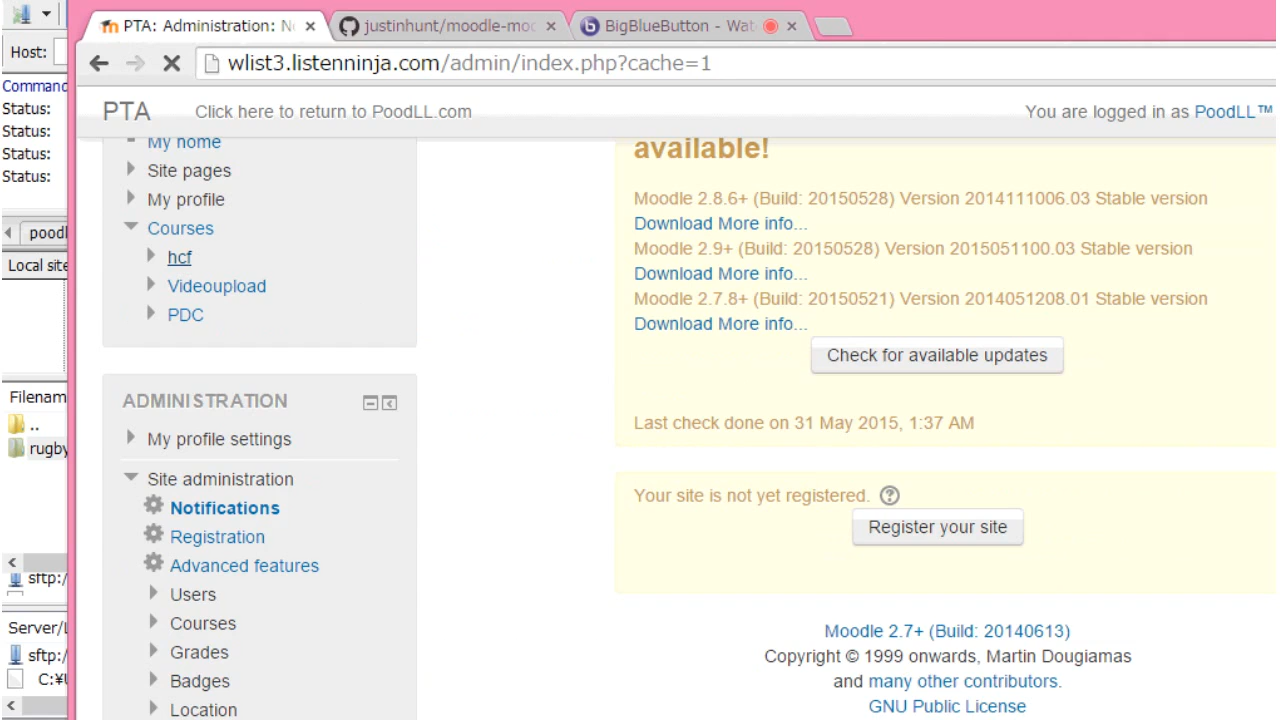 PTA: Administration: No
justinhunt/moodle-moc
BigBlueButton - Wat
Host:
wlist3.listenninja.com/admin/index.php?cache=1
Command
Status:
Status:
Status:
Status:
PTA
Click here to return to PoodLL.com
You are logged in as PoodLL™
My home
Site pages
My profile
Courses
hcf
Videoupload
PDC
available!
Moodle 2.8.6+ (Build: 20150528) Version 2014111006.03 Stable version
Download More info...
Moodle 2.9+ (Build: 20150528) Version 2015051100.03 Stable version
Download More info...
Moodle 2.7.8+ (Build: 20150521) Version 2014051208.01 Stable version
Download More info...
Check for available updates
Last check done on 31 May 2015, 1:37 AM
poodl
Local site
Filenam
..
rugby
ADMINISTRATION
My profile settings
Site administration
Notifications
Registration
Advanced features
Users
Courses
Grades
Badges
Location
Your site is not yet registered.
Register your site
sftp:/
Server/L
sftp:/
C:¥U
Moodle 2.7+ (Build: 20140613)
Copyright © 1999 onwards, Martin Dougiamas
and many other contributors.
GNU Public License